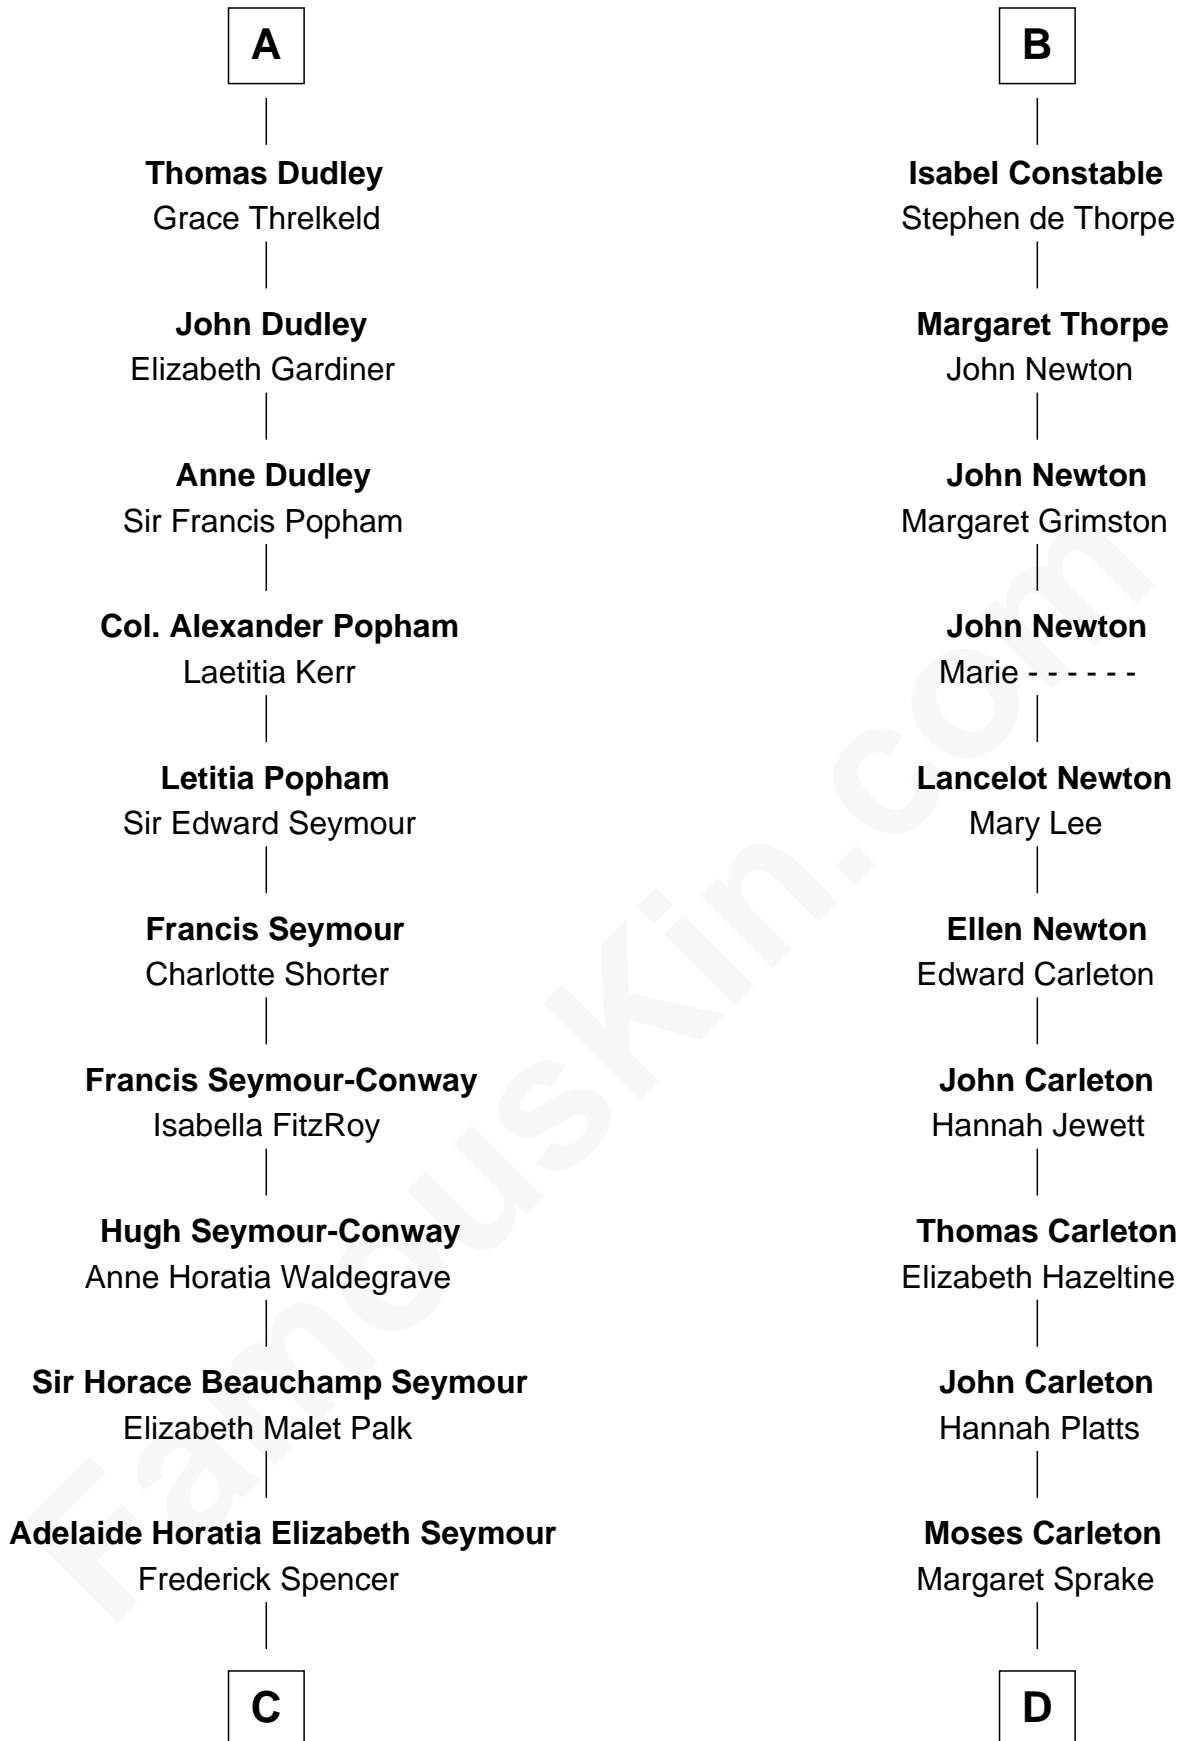 A
Thomas Dudley
Grace Threlkeld
John Dudley
Elizabeth Gardiner
Anne Dudley
Sir Francis Popham
Col. Alexander Popham
Laetitia Kerr
Letitia Popham
Sir Edward Seymour
Francis Seymour
Charlotte Shorter
Francis Seymour-Conway
Isabella FitzRoy
Hugh Seymour-Conway
Anne Horatia Waldegrave
Sir Horace Beauchamp Seymour
Elizabeth Malet Palk
Adelaide Horatia Elizabeth Seymour
Frederick Spencer
C
B
Isabel Constable
Stephen de Thorpe
Margaret Thorpe
John Newton
John Newton
Margaret Grimston
John Newton
Marie - - - - - -
Lancelot Newton
Mary Lee
Ellen Newton
Edward Carleton
John Carleton
Hannah Jewett
Thomas Carleton
Elizabeth Hazeltine
John Carleton
Hannah Platts
Moses Carleton
Margaret Sprake
D
FamousKin.com